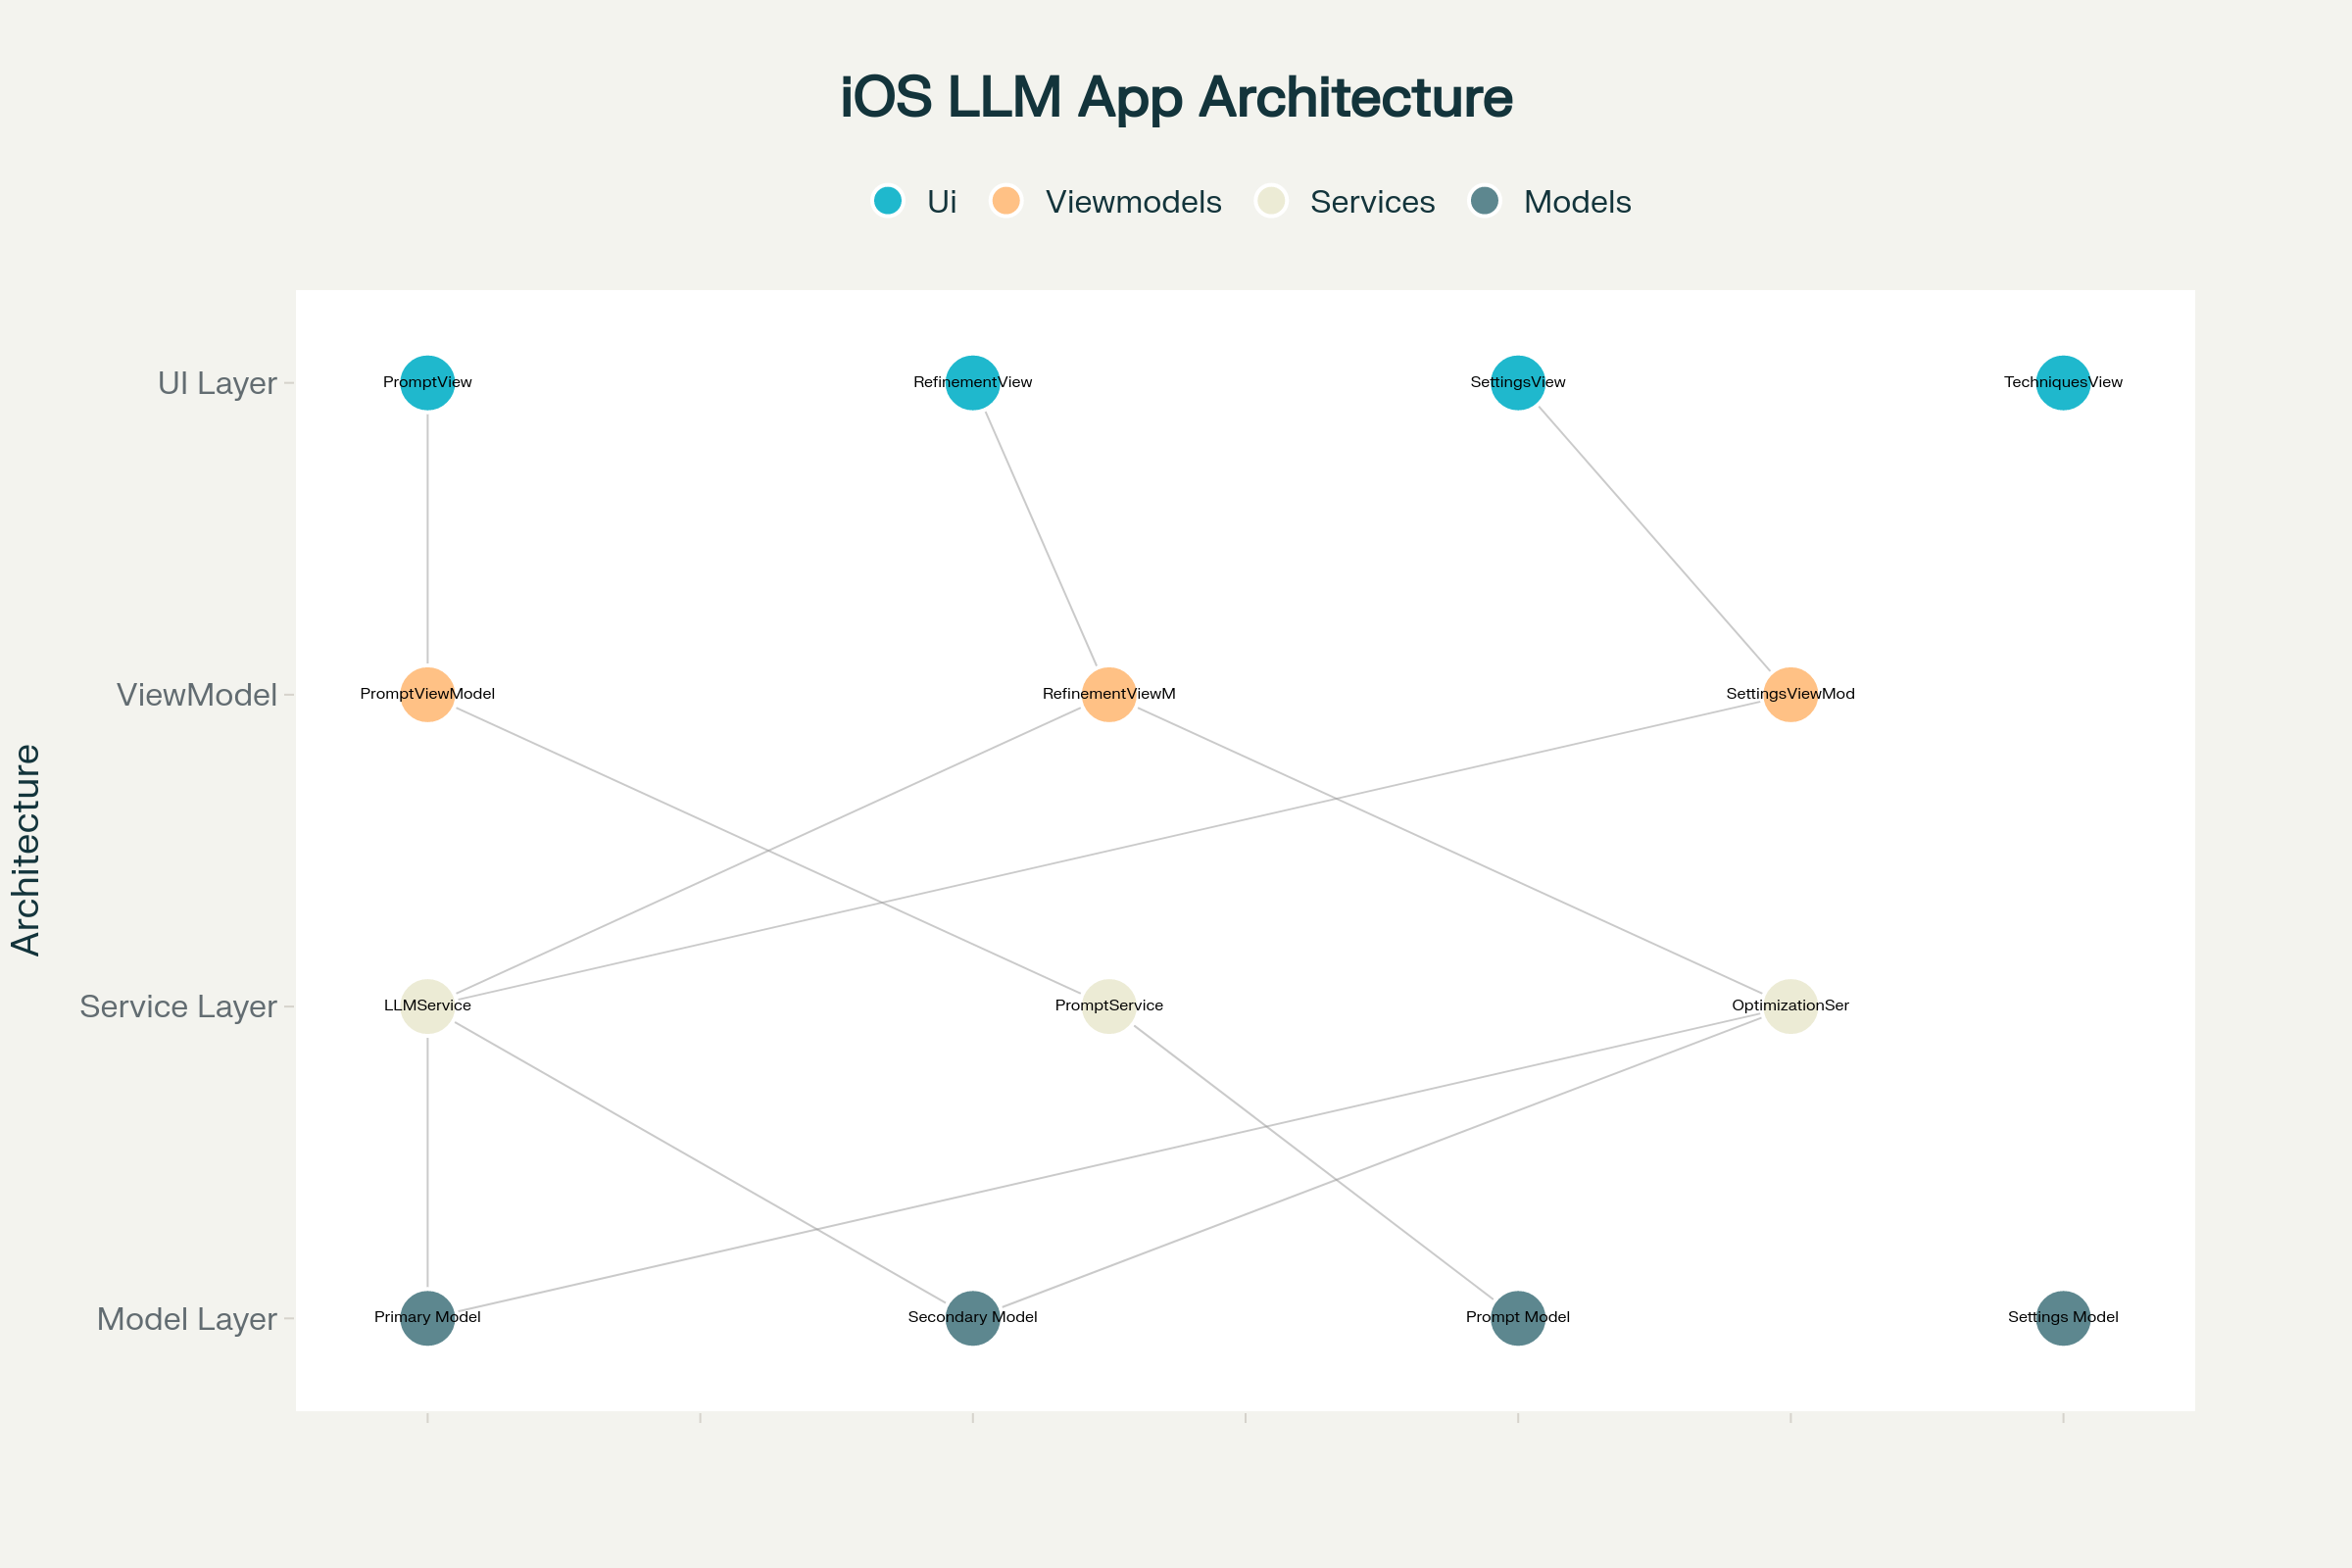 iOS LLM App Architecture
Ui
Viewmodels
Services
Models
Architecture
UI Layer
PromptView
RefinementView
SettingsView
TechniquesView
ViewModel
PromptViewModel
RefinementViewM
SettingsViewMod
Service Layer
LLMService
PromptService
OptimizationSer
Model Layer
Primary Model
Secondary Model
Prompt Model
Settings Model